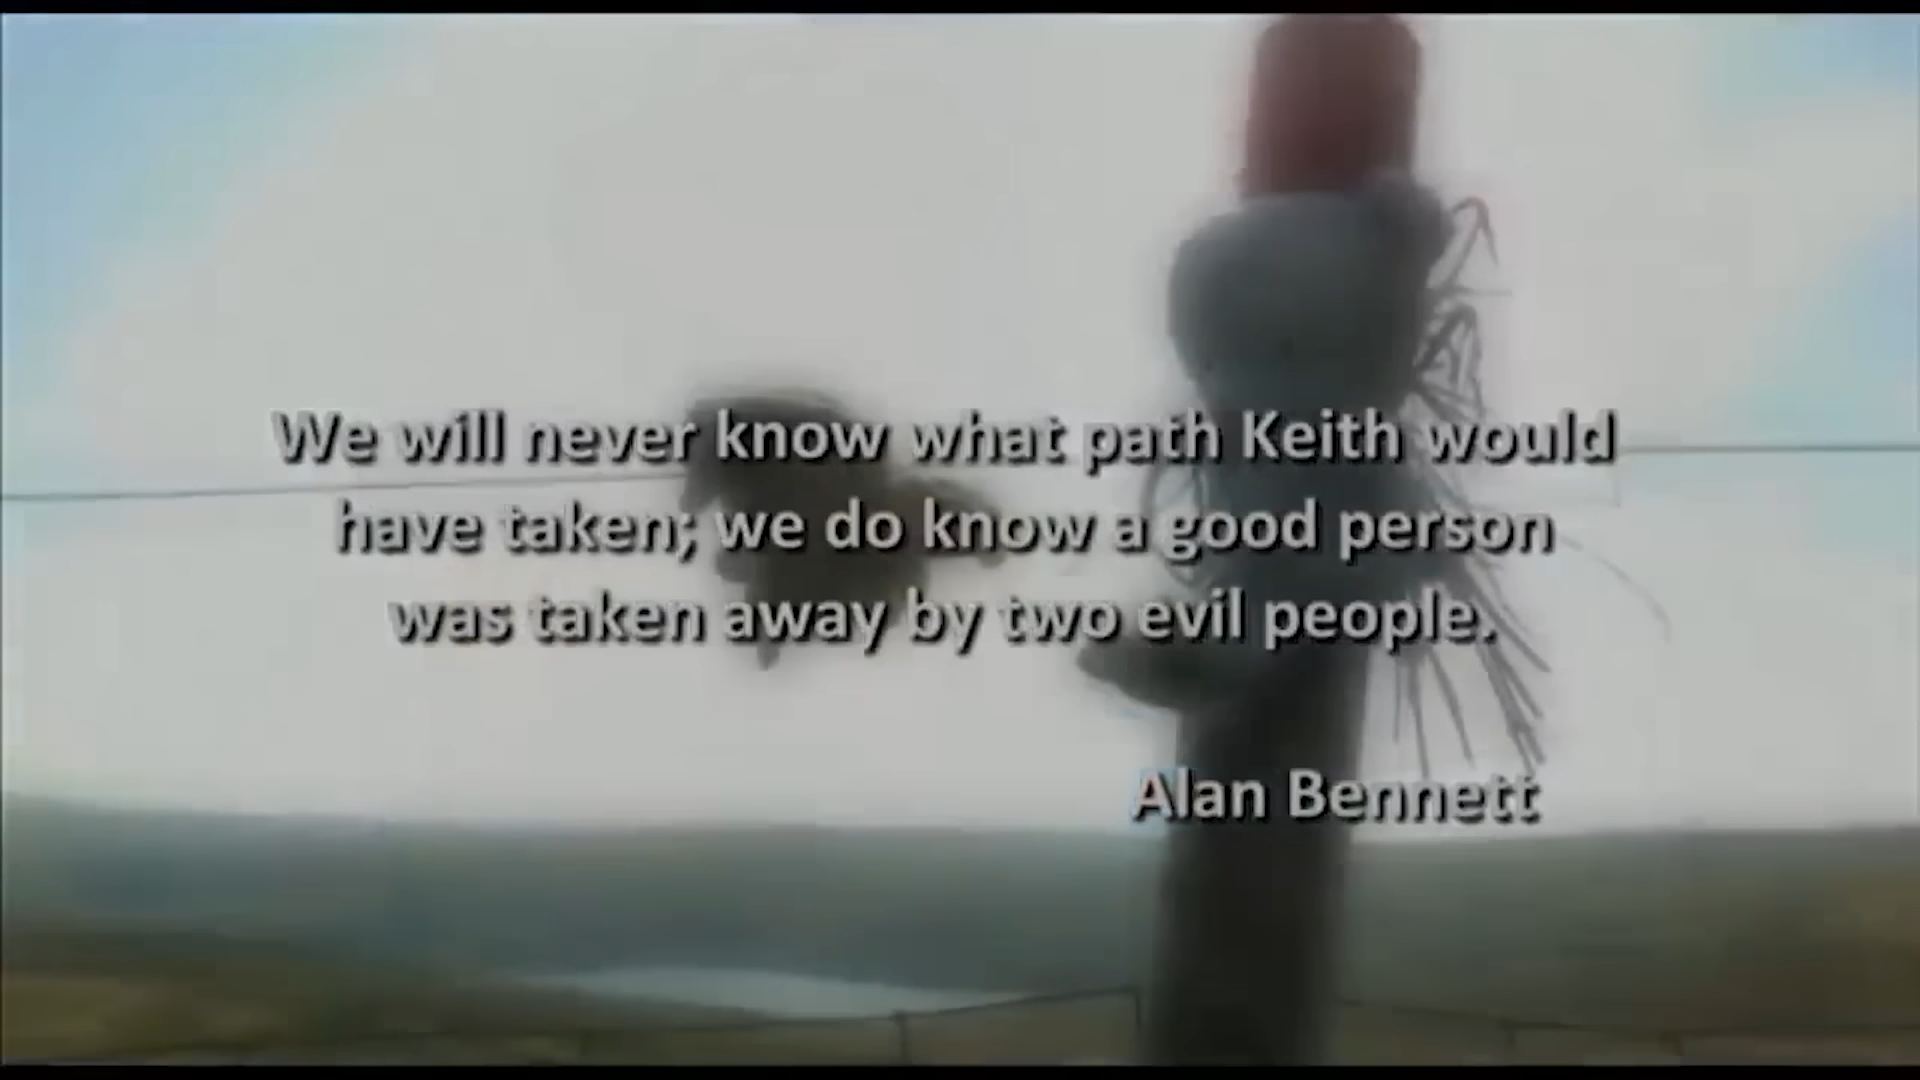 We will never know what path Keith would
have taken; we do know a good person
was taken away by two evil people.
Alan Bennett